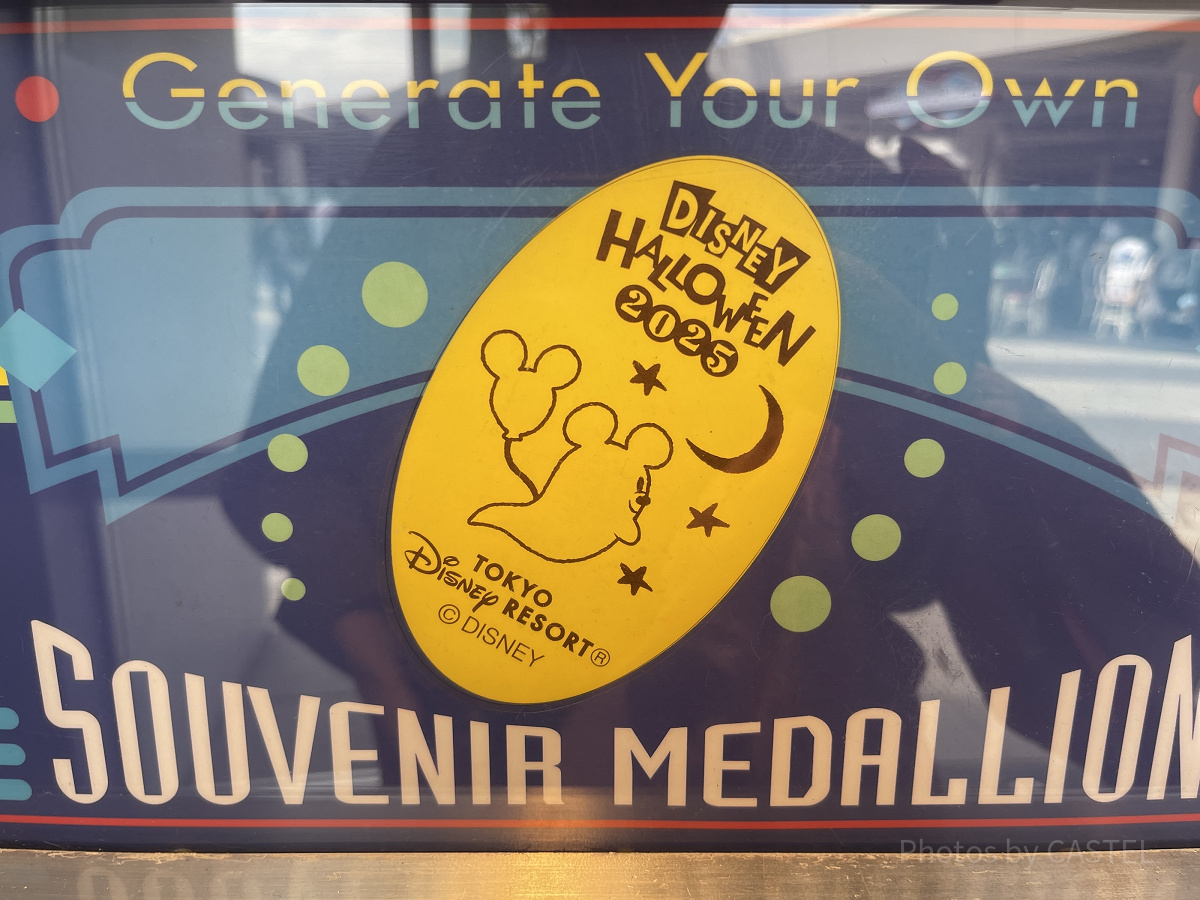 Generate Your Own
DISNEY
HALLOWEEN
2025
TOKYO
Disney RESORT®
© DISNEY
SOUVENIR MEDALLION
Photos by CASTEL